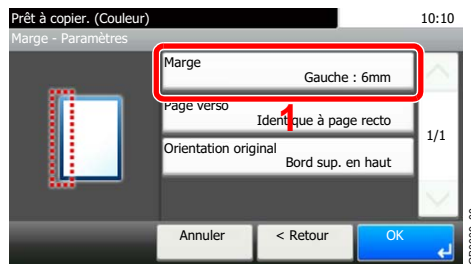 Prêt à copier. (Couleur)
10:10
Marge - Paramètres
Marge
Gauche : 6mm
Page verso
Identique à page recto
1
1/1
Orientation original
Bord sup. en haut
Annuler
< Retour
OK